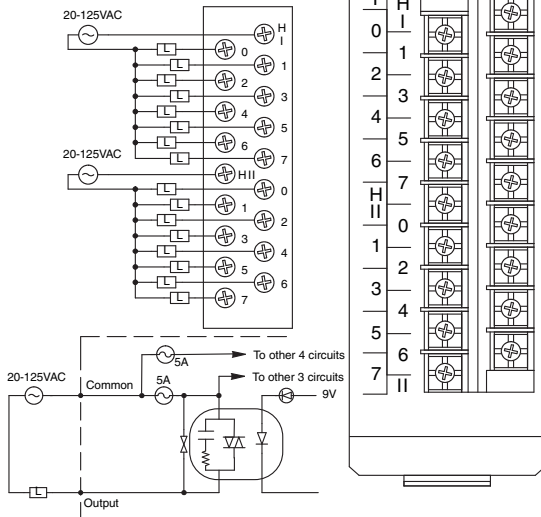 20-125VAC
H
I
L
0
L
1
L
2
L
3
L
4
L
5
L
6
L
7
20-125VAC
HII
L
0
L
1
L
2
L
3
L
4
L
5
L
6
L
7
5A
To other 4 circuits
20-125VAC
Common
5A
To other 3 circuits
9V
L
Output
I
H
I
0
1
2
3
4
5
6
7
H
II
0
1
2
3
4
5
6
7
II